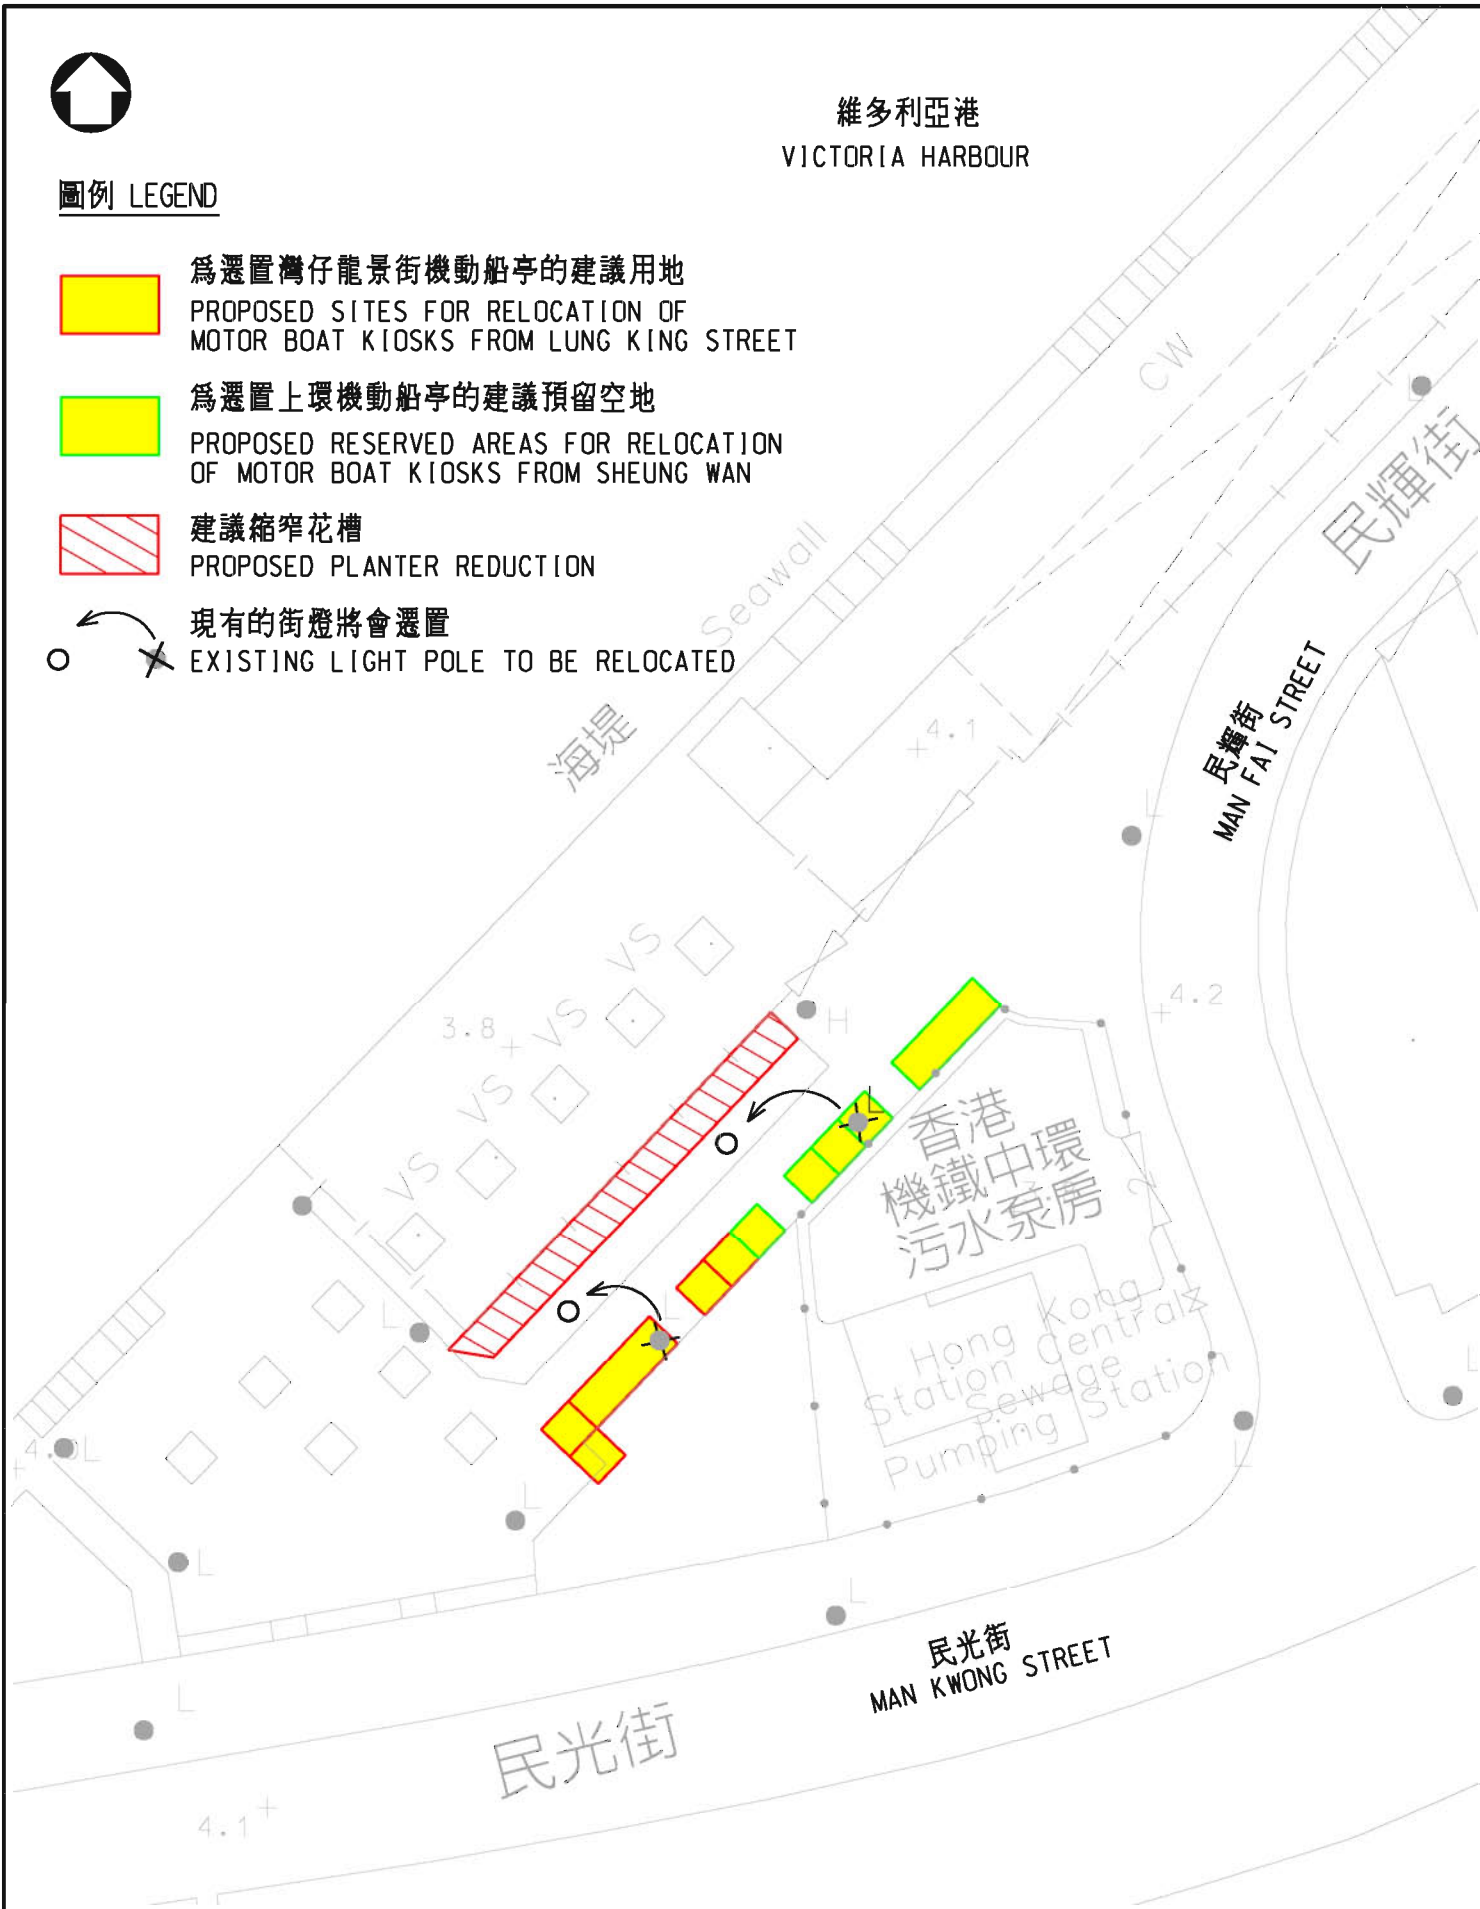 維多利亞港
VICTORIA HARBOUR
圖例 LEGEND
爲遷置灣仔龍景街機動船亭的建議用地
PROPOSED SITES FOR RELOCATION OF
MOTOR BOAT KIOSKS FROM LUNG KING STREET
爲遷置上環機動船亭的建議預留空地
PROPOSED RESERVED AREAS FOR RELOCATION
OF MOTOR BOAT KIOSKS FROM SHEUNG WAN
建議縮窄花槽
PROPOSED PLANTER REDUCTION
現有的街燈將會遷置
EXISTING LIGHT POLE TO BE RELOCATED
CW
L
民輝街
Seawall
海堤
4.1
民輝街
MAN FAI STREET
L
VS
VS
VS
VS
3.8
H
4.2
L
香港
機鐵中環
污水泵房
2
L
L
Hong Kong
Station Central
Sewage
Pumping Station
L
4.0
L
L
L
L
L
民光街
MAN KWONG STREET
L
民光街
4.1